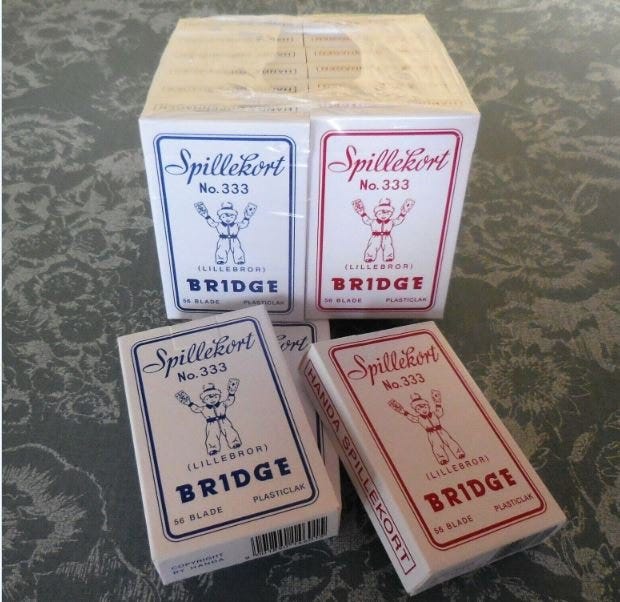 Spillekort
No. 333
(LILLEBROR)
BRIDGE
56 BLADE PLASTICLAK
Spillekort
No. 333
(LILLEBROR)
BRIDGE
56 BLADE PLASTICLAK
Spillekort
No. 333
(LILLEBROR)
BRIDGE
56 BLADE PLASTICLAK
COPYRIGHT
BY HANDA
ort
Spillekort
No. 333
(LILLEBROR)
BRIDGE
56 BLADE PLASTICLAK
HANDA SPILLEKORT